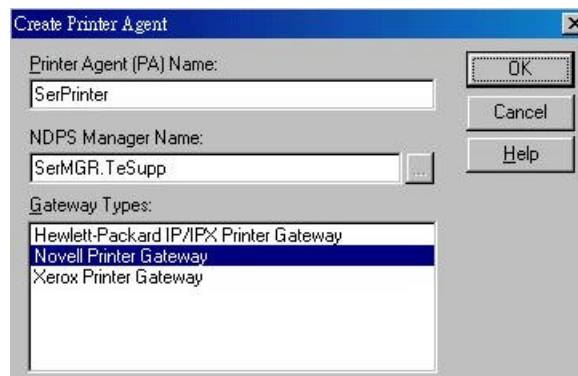 Create Printer Agent
Printer Agent (PA) Name:
SerPrinter
NDPS Manager Name:
SerMGR.TeSupp
...
Gateway Types:
Hewlett-Packard IP/IPX Printer Gateway
Novell Printer Gateway
Xerox Printer Gateway
OK
Cancel
Help